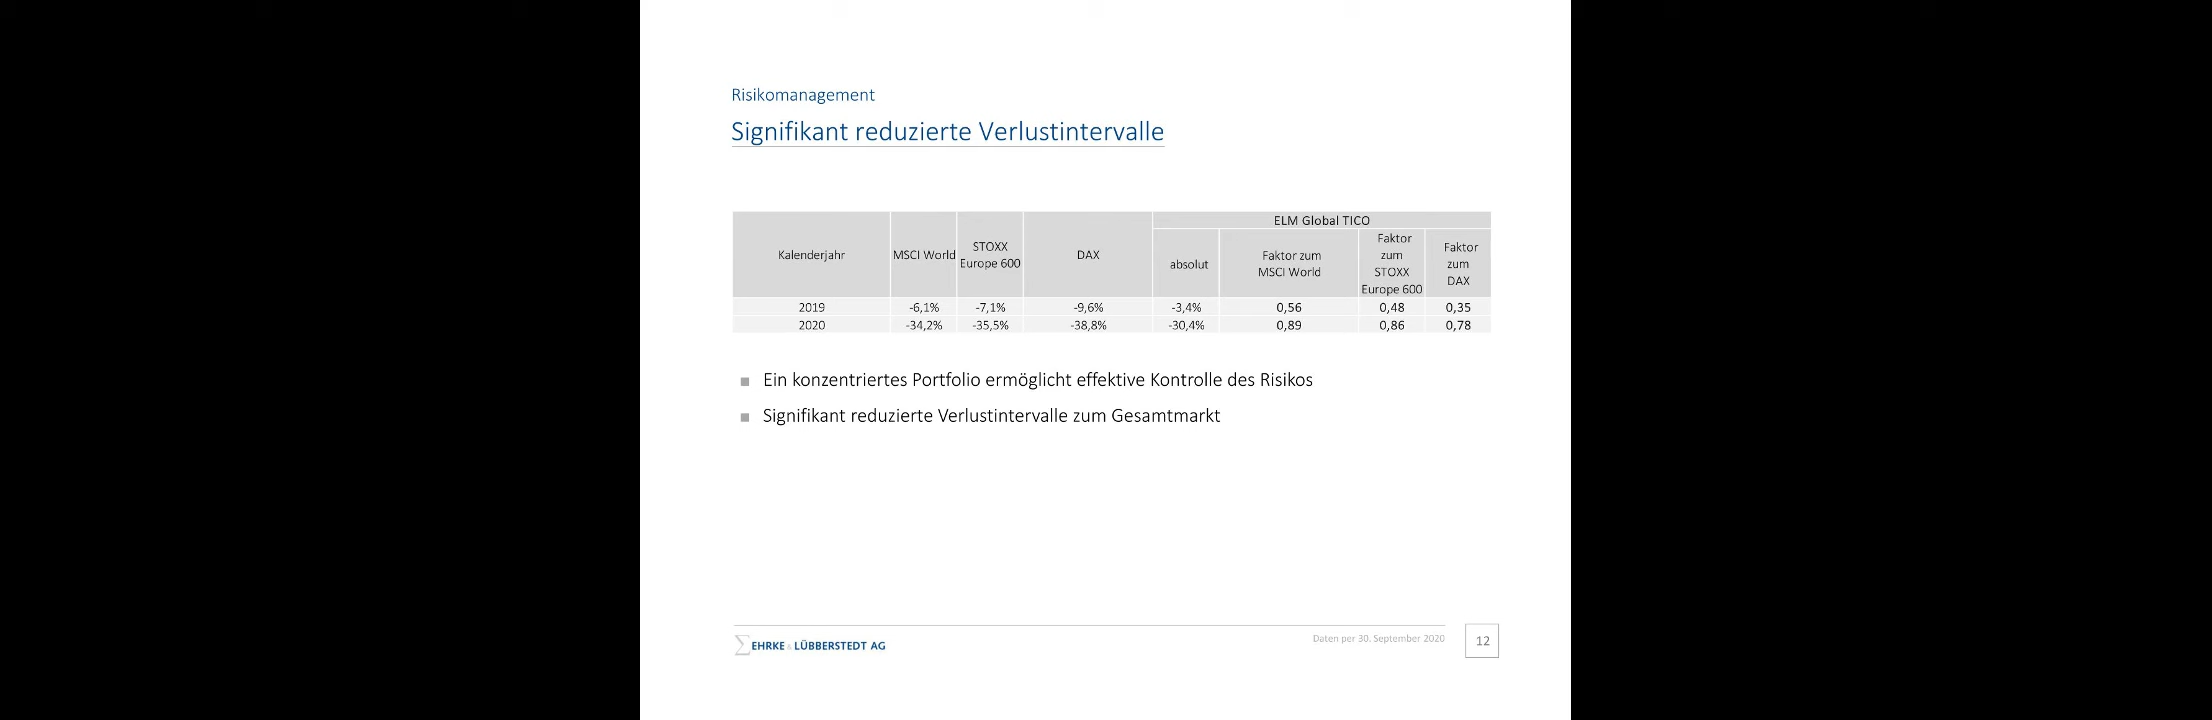 Risikomanagement
Signifikant reduzierte Verlustintervalle
ELM Global TICO
Kalenderjahr
MSCI World
STOXX
Europe 600
DAX
absolut
Faktor zum
MSCI World
Faktor
zum
STOXX
Europe 600
Faktor
zum
DAX
2019 -6,1% -7,1% -9,6% -3,4% 0,56 0,48 0,35
2020 -34,2% -35,5% -38,8% -30,4% 0,89 0,86 0,78
Ein konzentriertes Portfolio ermöglicht effektive Kontrolle des Risikos
Signifikant reduzierte Verlustintervalle zum Gesamtmarkt
EHRKE & LÜBBERSTEDT AG
Daten per 30. September 2020
12